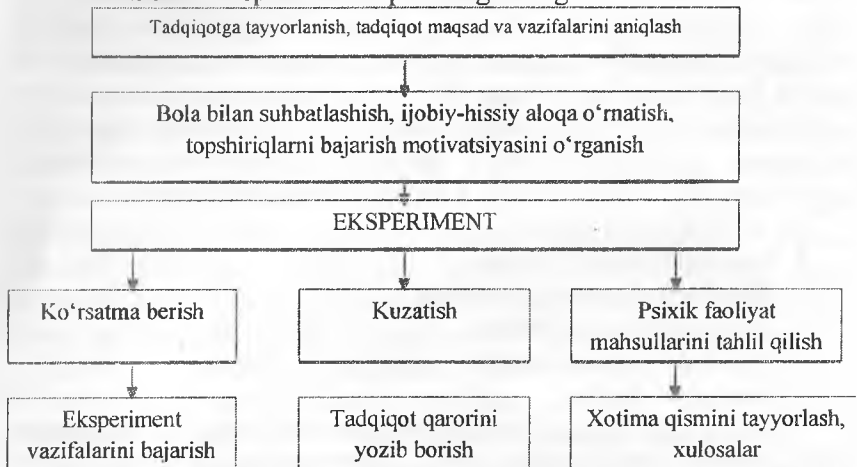 Tadqiqotga tayyorlanish, tadqiqot maqsad va vazifalarini aniqlash
Bola bilan suhbatlashish, ijobiy-hissiy aloqa o‘rnatish,
topshiriqlarni bajarish motivatsiyasini o‘rganish
EKSPERIMENT
Ko‘rsatma berish
Kuzatish
Psixik faoliyat
mahsullarini tahlil qilish
Eksperiment
vazifalarini bajarish
Tadqiqot qarorini
yozib borish
Xotima qismini tayyorlash,
xulosalar